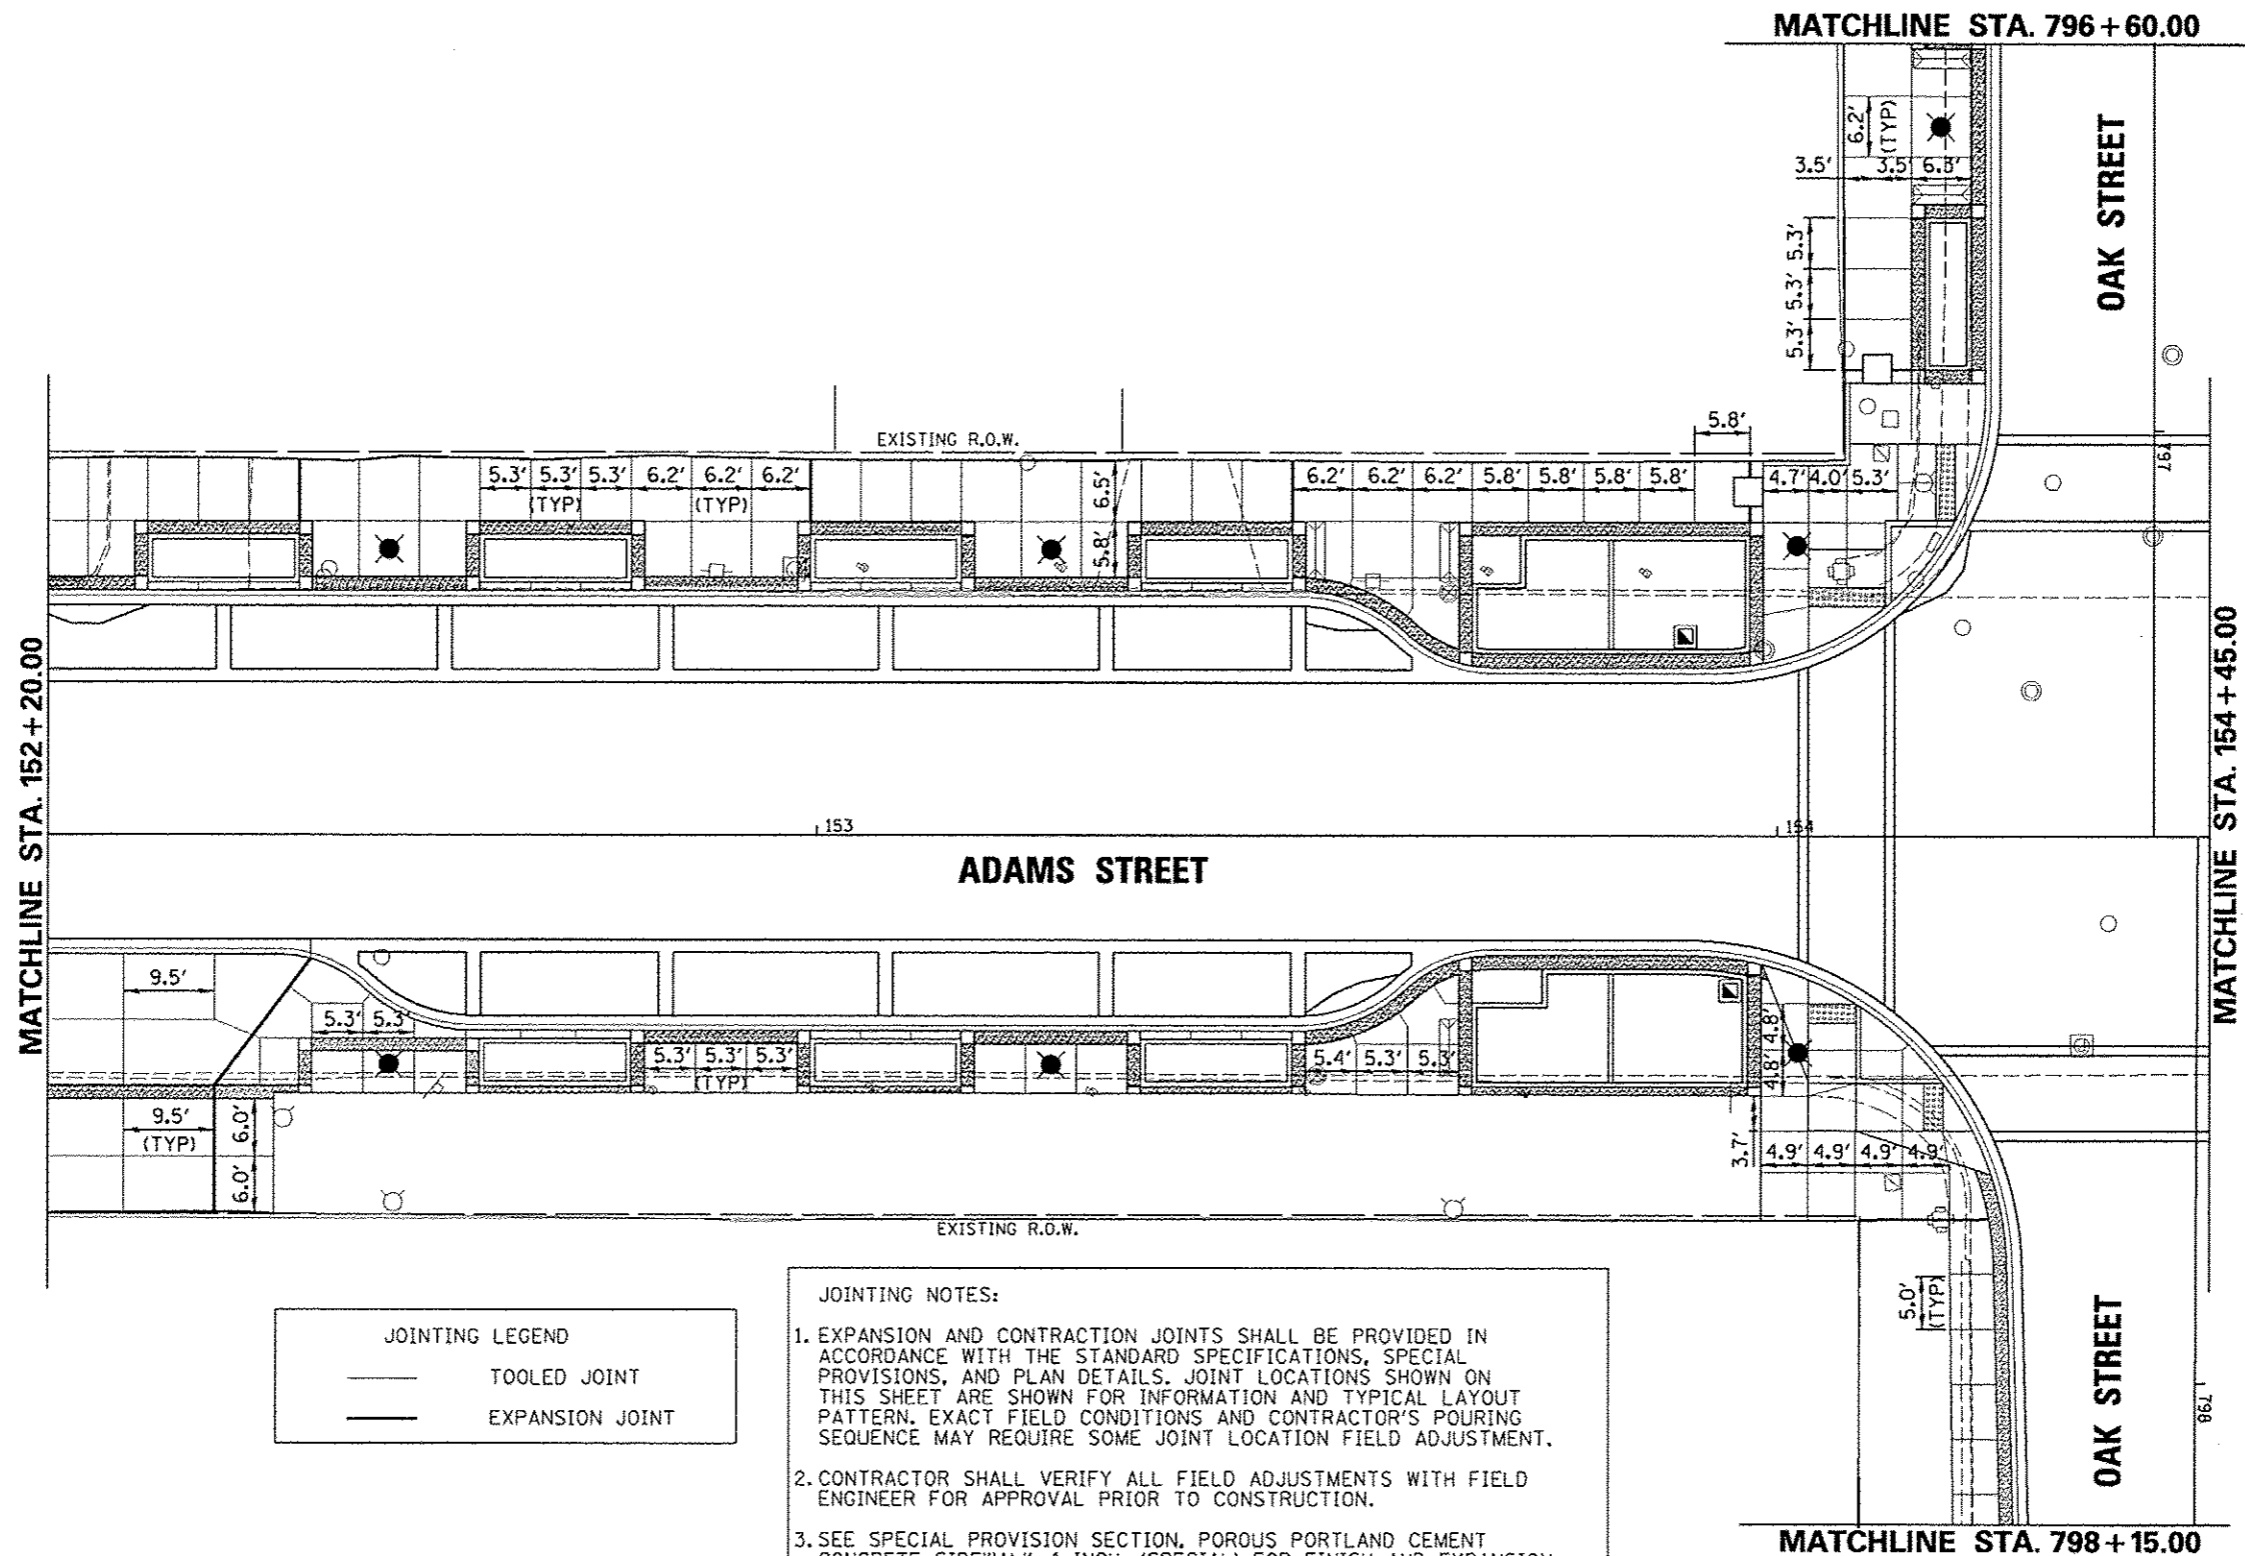 MATCHLINE STA. 796+60.00
OAK STREET
6.2'
(TYP)
3.5' 3.5' 6.3'
5.3'
5.3'
5.3'
5.8'
EXISTING R.O.W.
5.3' 5.3' 5.3' 6.2' 6.2' 6.2'
(TYP) (TYP)
6.5'
5.8'
6.2' 6.2' 6.2' 5.8' 5.8' 5.8' 5.8'
4.7' 4.0' 5.3'
797
MATCHLINE STA. 152+20.00
MATCHLINE STA. 154+45.00
153
154
ADAMS STREET
9.5'
5.3' 5.3'
5.3' 5.3' 5.3'
(TYP)
5.4' 5.3' 5.3'
4.8'
4.8'
9.5'
(TYP)
6.0'
6.0'
3.7'
4.9' 4.9' 4.9' 4.9'
EXISTING R.O.W.
5.0'
(TYP)
OAK STREET
798
JOINTING LEGEND
TOOLED JOINT
EXPANSION JOINT
JOINTING NOTES:
1. EXPANSION AND CONTRACTION JOINTS SHALL BE PROVIDED IN
ACCORDANCE WITH THE STANDARD SPECIFICATIONS, SPECIAL
PROVISIONS, AND PLAN DETAILS. JOINT LOCATIONS SHOWN ON
THIS SHEET ARE SHOWN FOR INFORMATION AND TYPICAL LAYOUT
PATTERN. EXACT FIELD CONDITIONS AND CONTRACTOR'S POURING
SEQUENCE MAY REQUIRE SOME JOINT LOCATION FIELD ADJUSTMENT.
2. CONTRACTOR SHALL VERIFY ALL FIELD ADJUSTMENTS WITH FIELD
ENGINEER FOR APPROVAL PRIOR TO CONSTRUCTION.
3. SEE SPECIAL PROVISION SECTION, POROUS PORTLAND CEMENT
MATCHLINE STA. 798+15.00